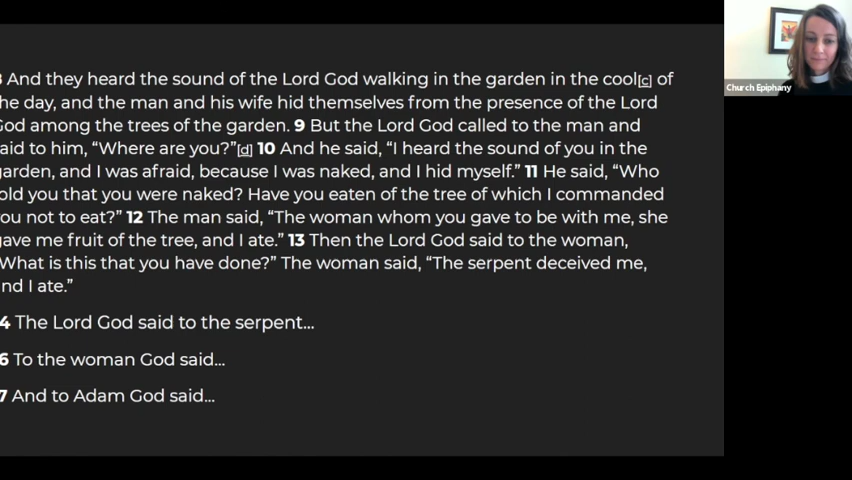 And they heard the sound of the Lord God walking in the garden in the cool[c] of
he day, and the man and his wife hid themselves from the presence of the Lord
God among the trees of the garden. 9 But the Lord God called to the man and
aid to him, “Where are you?”[d] 10 And he said, “I heard the sound of you in the
garden, and I was afraid, because I was naked, and I hid myself.” 11 He said, “Who
old you that you were naked? Have you eaten of the tree of which I commanded
you not to eat?” 12 The man said, “The woman whom you gave to be with me, she
gave me fruit of the tree, and I ate.” 13 Then the Lord God said to the woman,
“What is this that you have done?” The woman said, “The serpent deceived me,
nd I ate.”
4 The Lord God said to the serpent...
6 To the woman God said...
7 And to Adam God said...
Church Epiphany